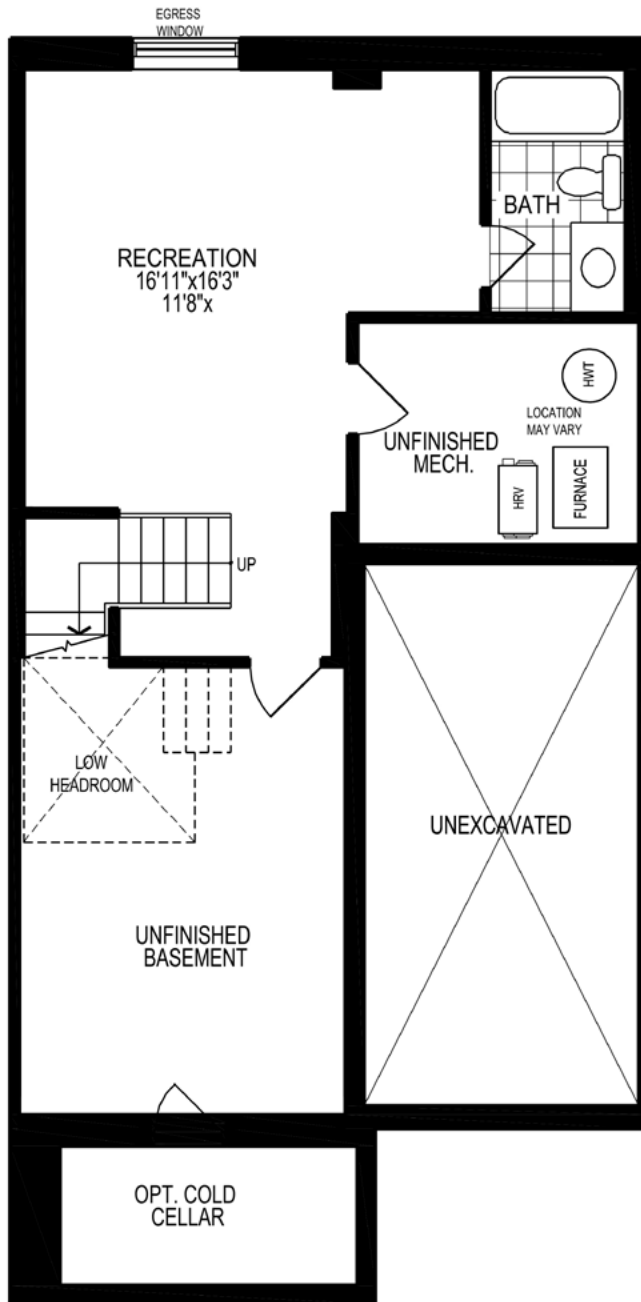 EGRESS
WINDOW
BATH
RECREATION
16'11"x16'3"
11'8"x
HWT
LOCATION
MAY VARY
UNFINISHED
MECH.
HRV
FURNACE
UP
LOW
HEADROOM
UNEXCAVATED
UNFINISHED
BASEMENT
OPT. COLD
CELLAR